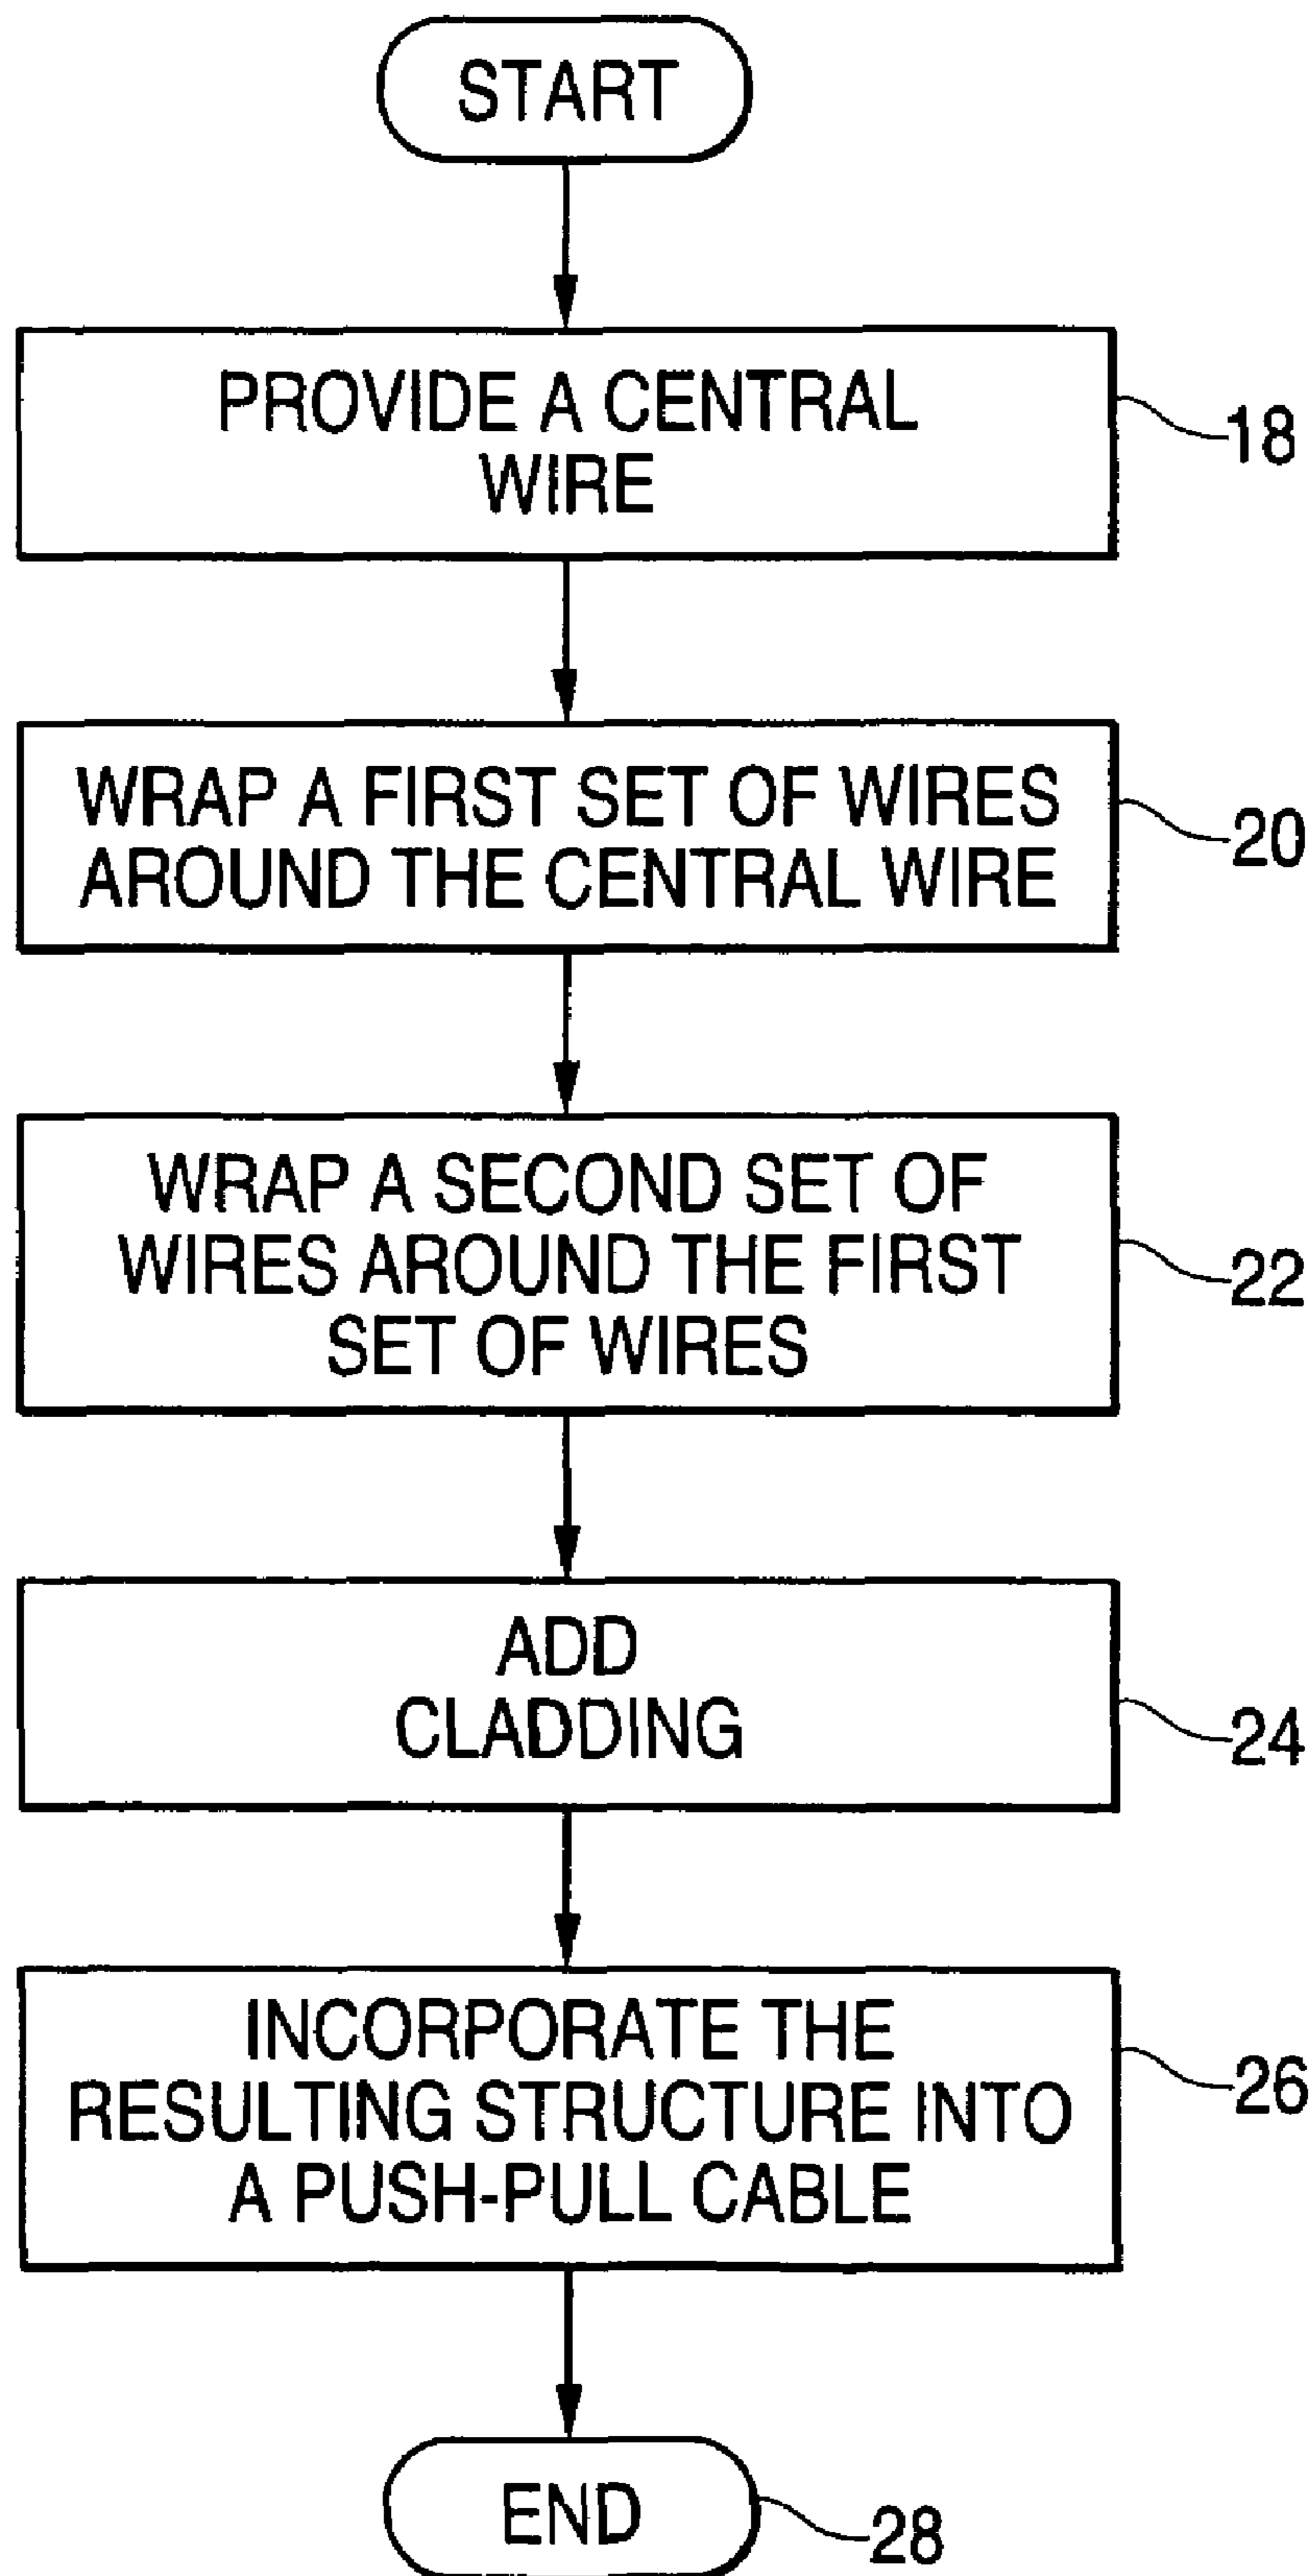 START
PROVIDE A CENTRAL
WIRE
18
WRAP A FIRST SET OF WIRES
AROUND THE CENTRAL WIRE
20
WRAP A SECOND SET OF
WIRES AROUND THE FIRST
SET OF WIRES
22
ADD
CLADDING
24
INCORPORATE THE
RESULTING STRUCTURE INTO
A PUSH-PULL CABLE
26
END
28